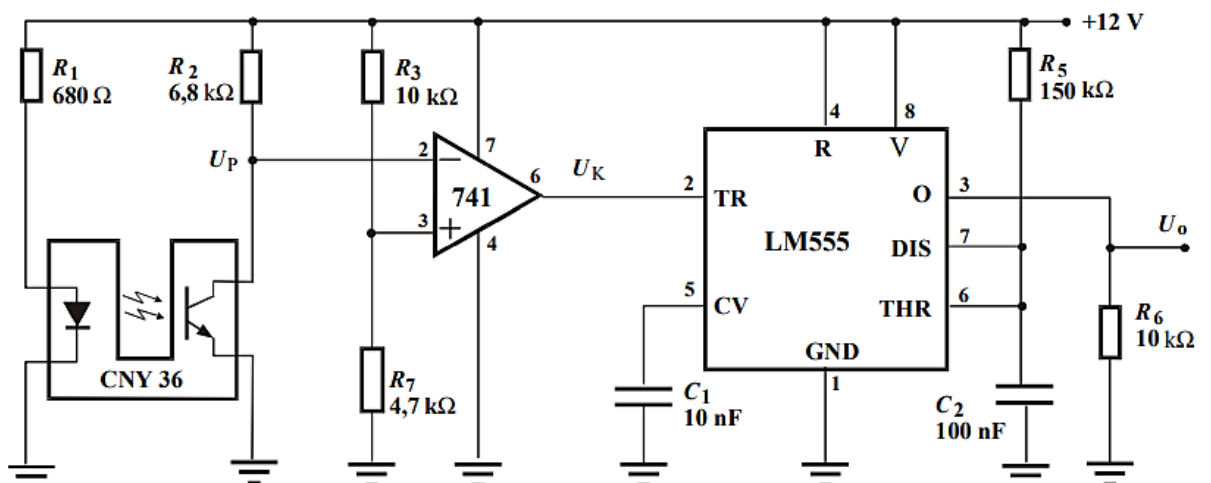 +12 V
R1
680 Ω
R2
6,8 kΩ
R3
10 kΩ
R5
150 kΩ
4
8
R
V
UP
2
−
7
6
UK
741
3
+
4
2
TR
O
3
LM555
DIS
7
Uo
5
CV
THR
6
R6
10 kΩ
GND
1
CNY 36
R7
4,7 kΩ
C1
10 nF
C2
100 nF